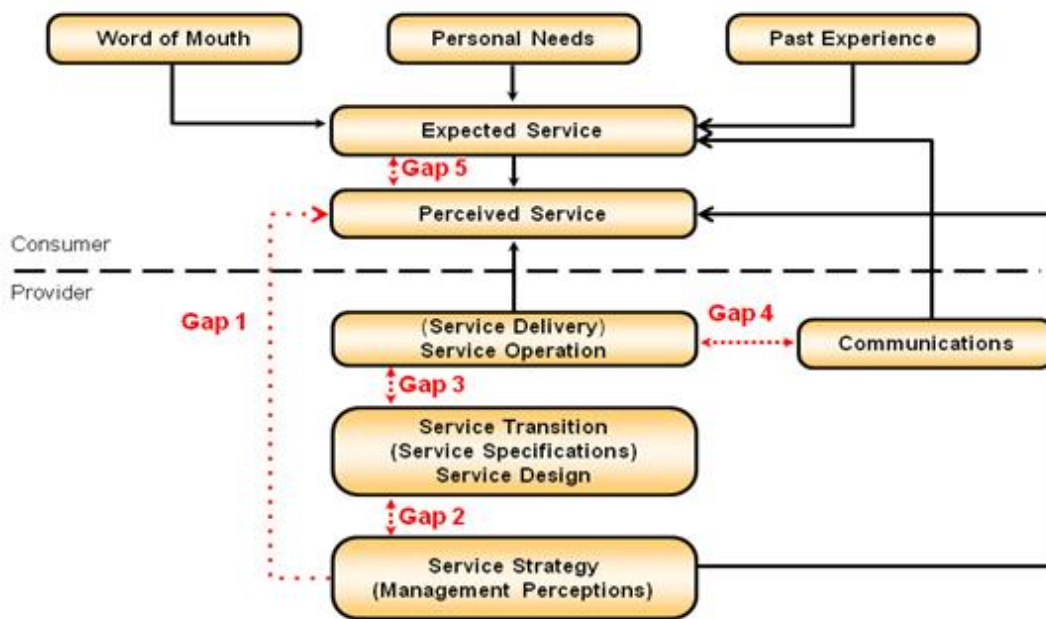 Word of Mouth
Personal Needs
Past Experience
Expected Service
Gap 5
Perceived Service
Consumer
Provider
Gap 1
(Service Delivery)
Service Operation
Gap 4
Communications
Gap 3
Service Transition
(Service Specifications)
Service Design
Gap 2
Service Strategy
(Management Perceptions)